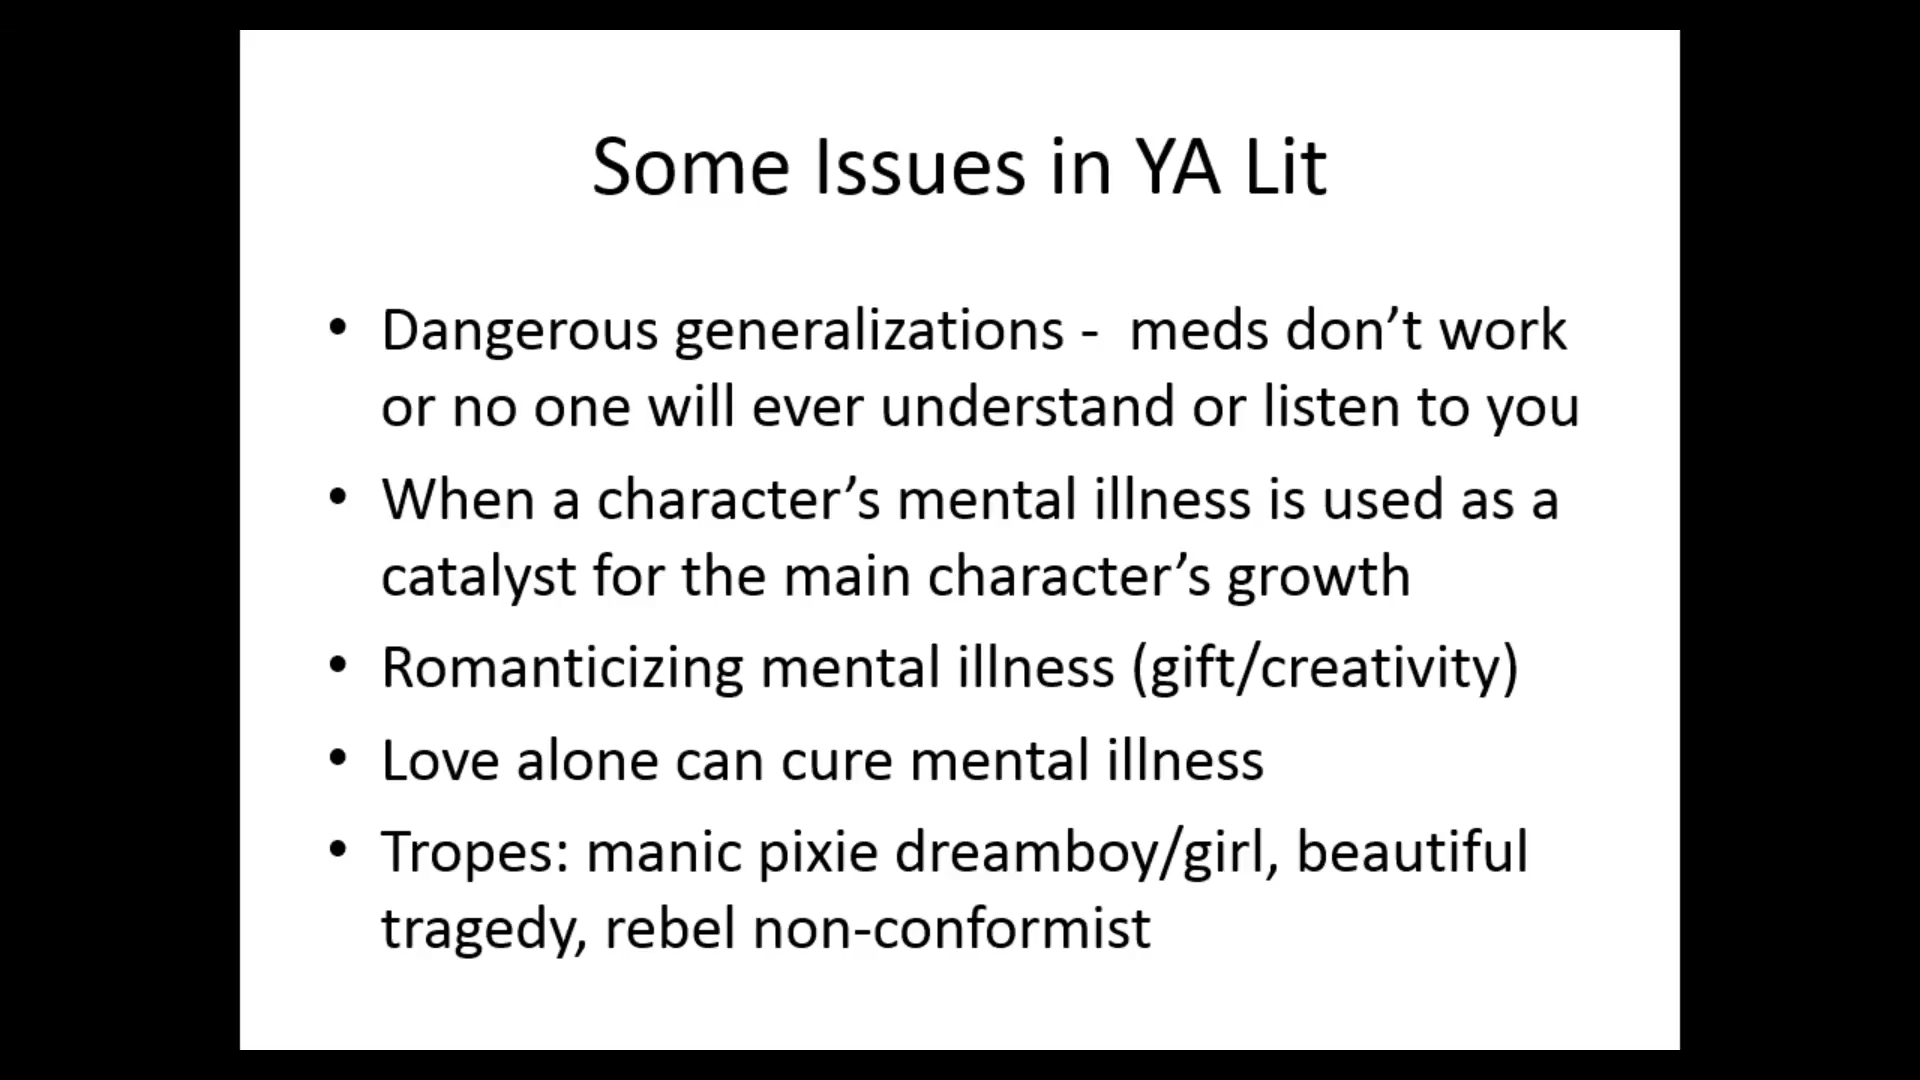 Some Issues in YA Lit
• Dangerous generalizations -  meds don’t work
or no one will ever understand or listen to you
• When a character’s mental illness is used as a
catalyst for the main character’s growth
• Romanticizing mental illness (gift/creativity)
• Love alone can cure mental illness
• Tropes: manic pixie dreamboy/girl, beautiful
tragedy, rebel non-conformist